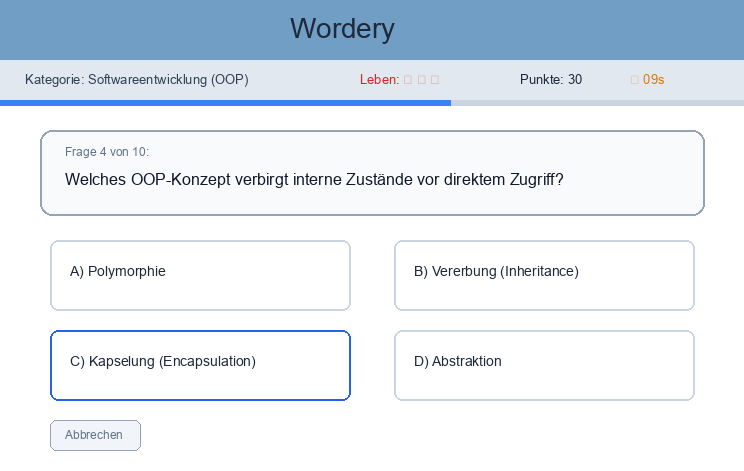 Wordery
Kategorie: Softwareentwicklung (OOP)
Leben: Punkte: 30 09s
Frage 4 von 10:
Welches OOP-Konzept verbirgt interne Zustände vor direktem Zugriff?
A) Polymorphie
B) Vererbung (Inheritance)
C) Kapselung (Encapsulation)
D) Abstraktion
Abbrechen